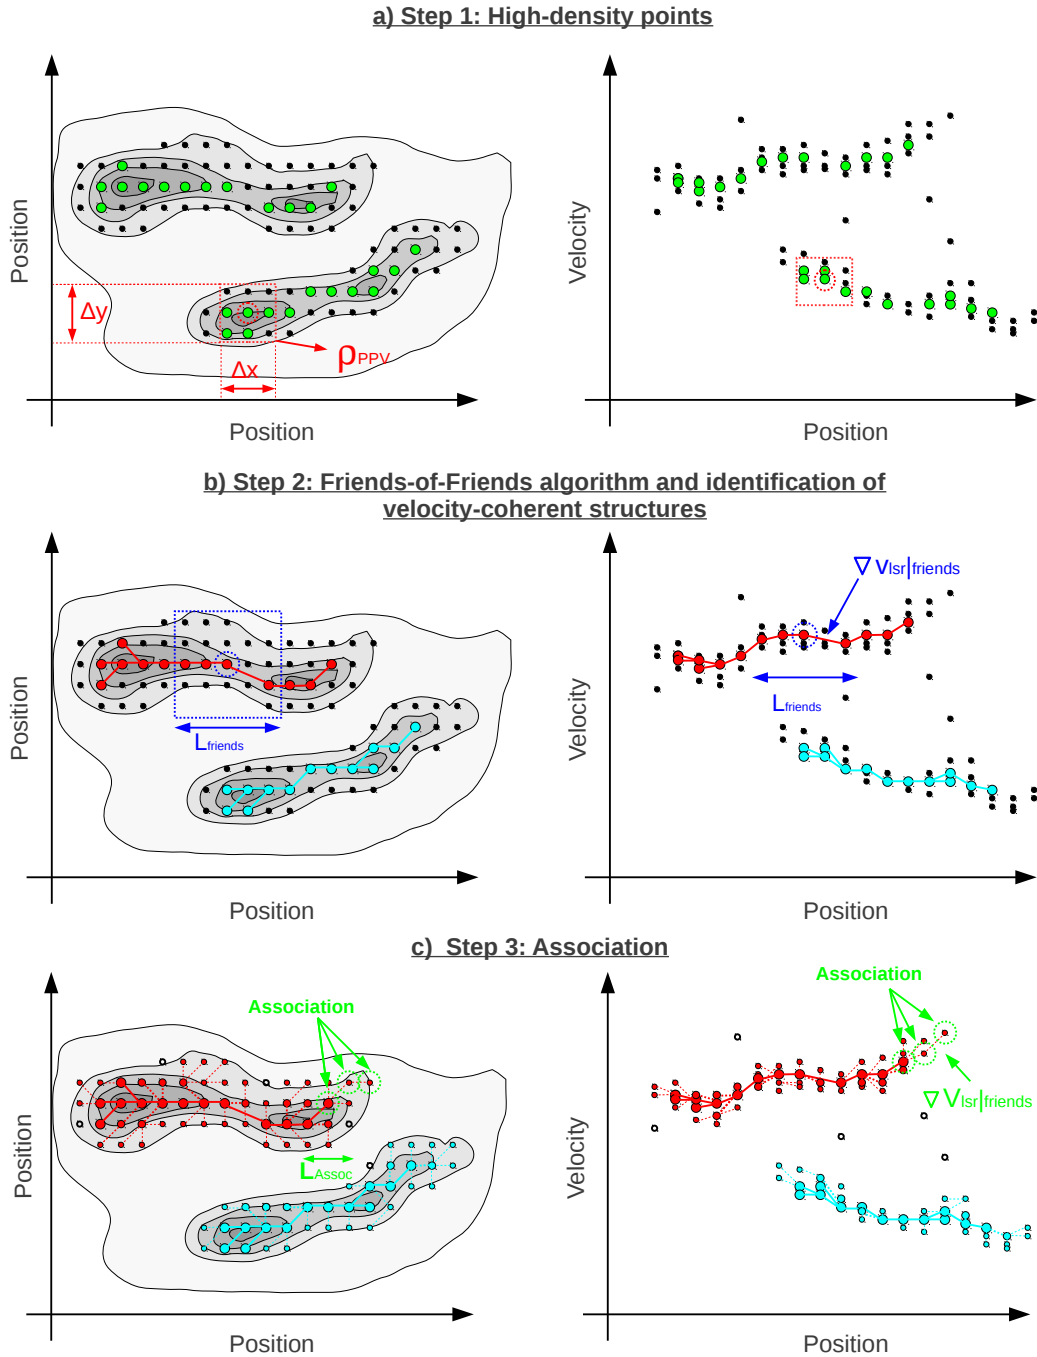 a) Step 1: High-density points
Position
Δy
Δx
ρPPV
Position
Velocity
Position
b) Step 2: Friends-of-Friends algorithm and identification of
velocity-coherent structures
Position
Lfriends
Position
Velocity
∇ Vlsr|friends
Lfriends
Position
c) Step 3: Association
Position
Association
LAssoc
Position
Velocity
Association
∇ Vlsr|friends
Position